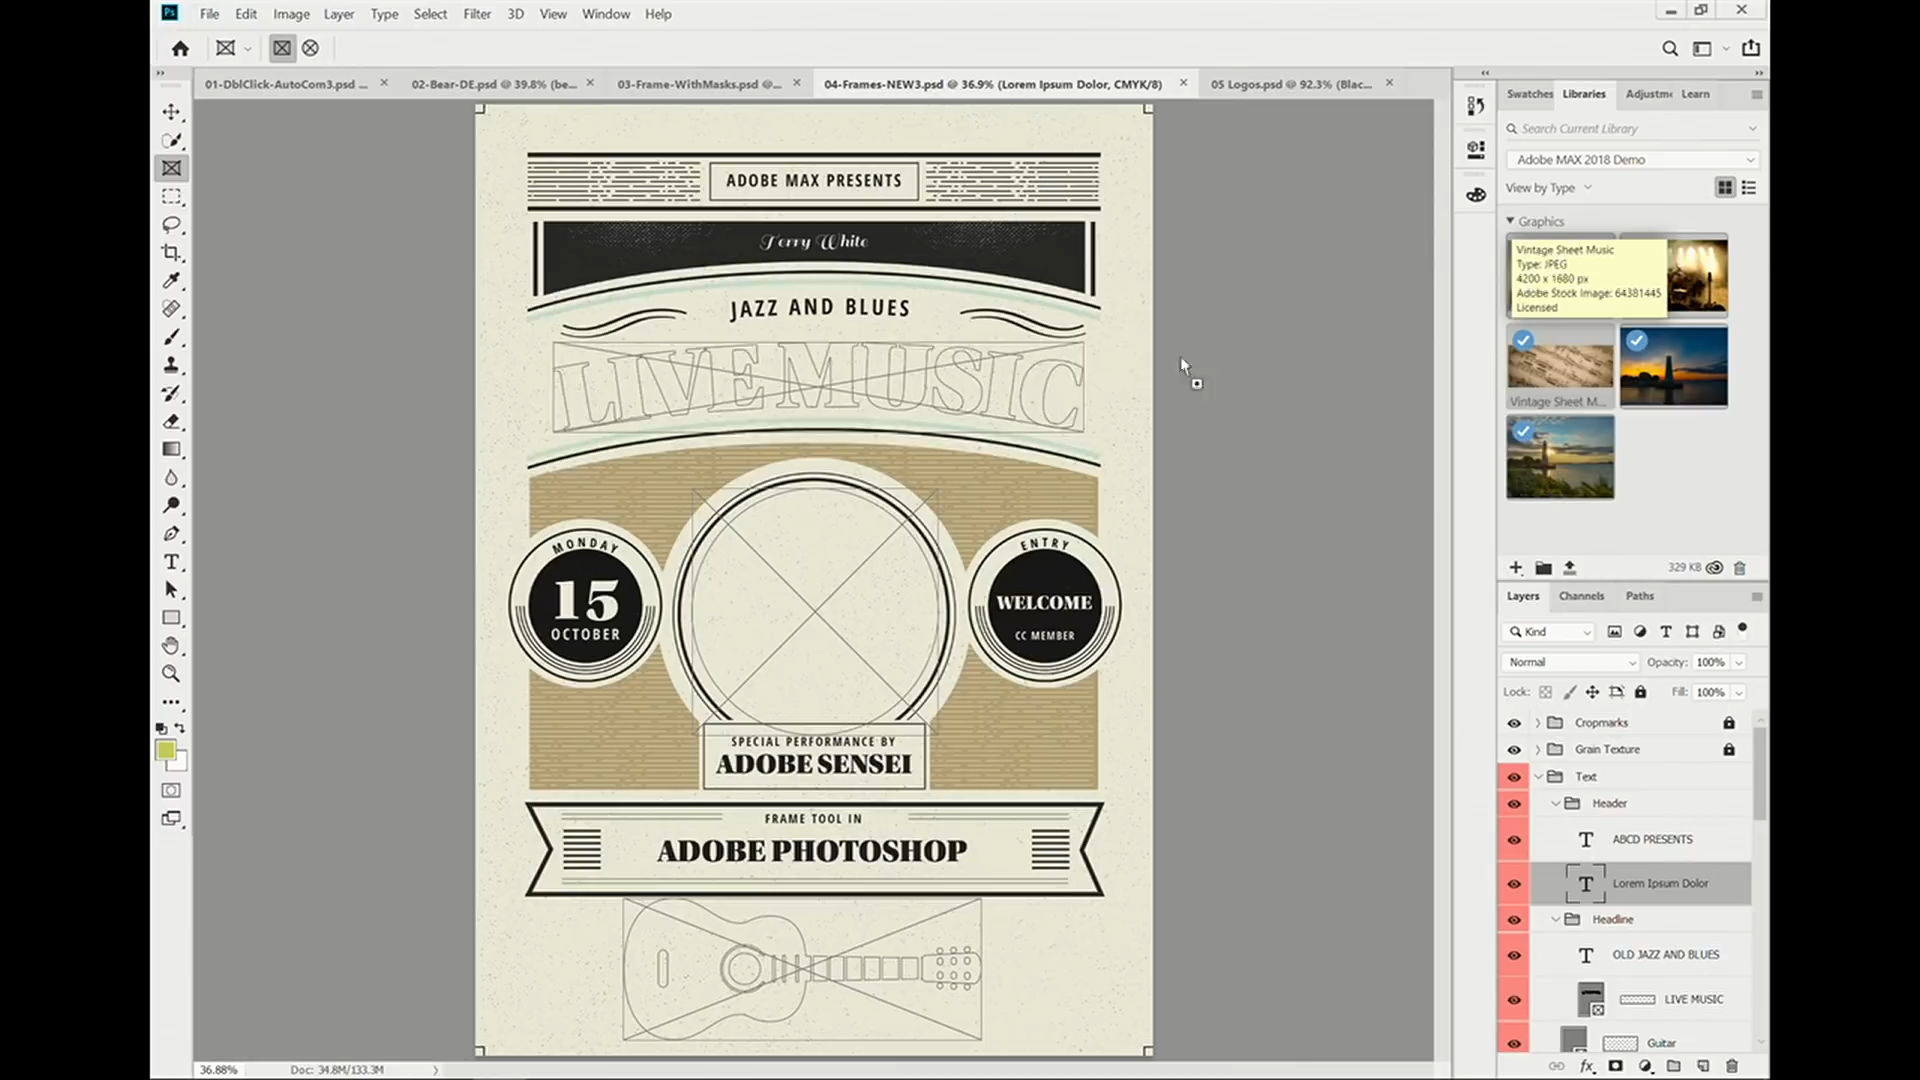 File Edit Image Layer Type Select Filter 3D View Window Help
01-DblClick-AutoCom3.psd ...
02-Bear-DE.psd @ 39.8% (be...
03-Frame-WithMasks.psd @...
04-Frames-NEW3.psd @ 36.9% (Lorem Ipsum Dolor, CMYK/8)
05 Logos.psd @ 92.3% (Blac...
ADOBE MAX PRESENTS
Terry White
JAZZ AND BLUES
LIVE MUSIC
MONDAY
15
OCTOBER
ENTRY
WELCOME
CC MEMBER
SPECIAL PERFORMANCE BY
ADOBE SENSEI
FRAME TOOL IN
ADOBE PHOTOSHOP
36.88% Doc: 34.8M/133.3M
Swatches Libraries Adjustme Learn
Search Current Library
Adobe MAX 2018 Demo
View by Type
Graphics
Vintage Sheet Music
Type: JPEG
4200 x 1680 px
Adobe Stock Image: 64381445
Licensed
Vintage Sheet M...
329 KB
Layers Channels Paths
Kind
Normal Opacity: 100%
Lock: Fill: 100%
Cropmarks
Grain Texture
Text
Header
ABCD PRESENTS
Lorem Ipsum Dolor
Headline
OLD JAZZ AND BLUES
LIVE MUSIC
Guitar